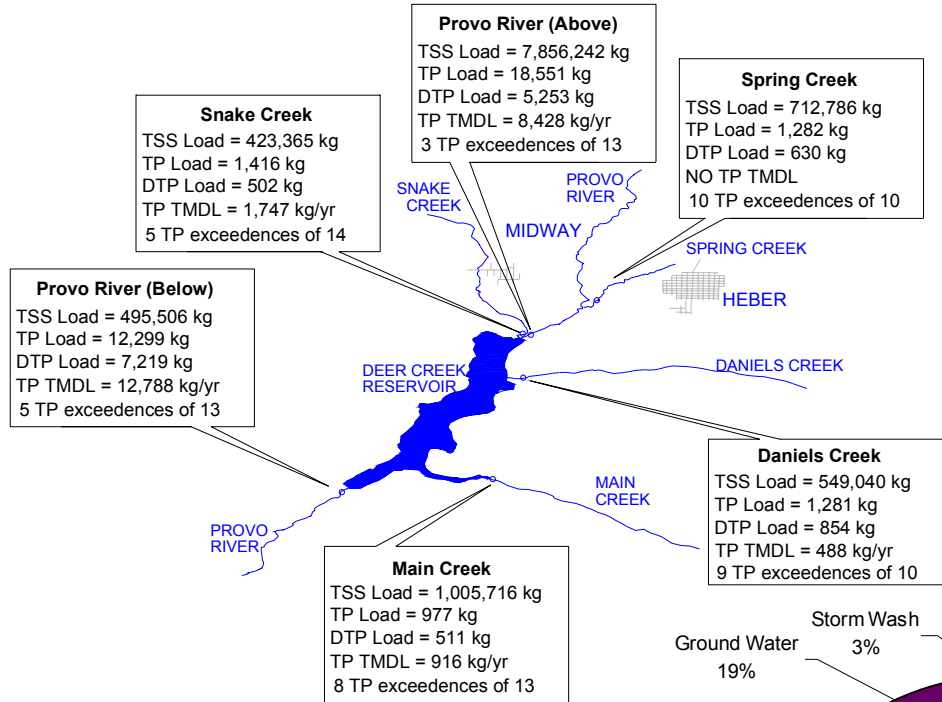 Provo River (Above)
TSS Load = 7,856,242 kg
TP Load = 18,551 kg
DTP Load = 5,253 kg
TP TMDL = 8,428 kg/yr
3 TP exceedences of 13
Spring Creek
TSS Load = 712,786 kg
TP Load = 1,282 kg
DTP Load = 630 kg
NO TP TMDL
10 TP exceedences of 10
Snake Creek
TSS Load = 423,365 kg
TP Load = 1,416 kg
DTP Load = 502 kg
TP TMDL = 1,747 kg/yr
5 TP exceedences of 14
SNAKE
CREEK
PROVO
RIVER
MIDWAY
SPRING CREEK
HEBER
Provo River (Below)
TSS Load = 495,506 kg
TP Load = 12,299 kg
DTP Load = 7,219 kg
TP TMDL = 12,788 kg/yr
5 TP exceedences of 13
DEER CREEK
RESERVOIR
DANIELS CREEK
Daniels Creek
TSS Load = 549,040 kg
TP Load = 1,281 kg
DTP Load = 854 kg
TP TMDL = 488 kg/yr
9 TP exceedences of 10
MAIN
CREEK
PROVO
RIVER
Main Creek
TSS Load = 1,005,716 kg
TP Load = 977 kg
DTP Load = 511 kg
TP TMDL = 916 kg/yr
8 TP exceedences of 13
Storm Wash
3%
Ground Water
19%